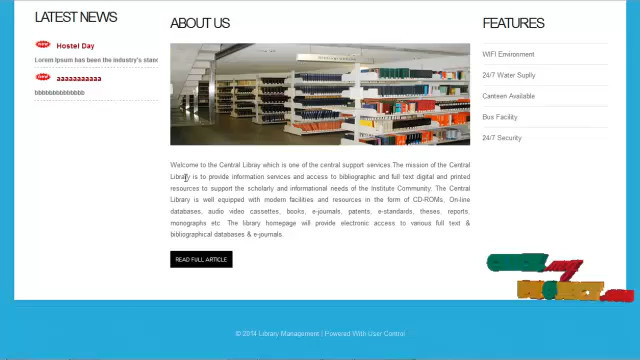 LATEST NEWS
new Hostel Day
Lorem Ipsum has been the industry's stand
new aaaaaaaaaaa
bbbbbbbbbbbbbb
ABOUT US
Welcome to the Central Libray which is one of the central support services.The mission of the Central
Library is to provide information services and access to bibliographic and full text digital and printed
resources to support the scholarly and informational needs of the Institute Community. The Central
Library is well equipped with modern facilities and resources in the form of CD-ROMs, On-line
databases, audio video cassettes, books, e-journals, patents, e-standards, theses, reports,
monographs etc. The library homepage will provide electronic access to various full text &
bibliographical databases & e-journals.
READ FULL ARTICLE
FEATURES
WIFI Environment
24/7 Water Suplly
Canteen Available
Bus Facility
24/7 Security
© 2014 Library Management | Powered With User Control